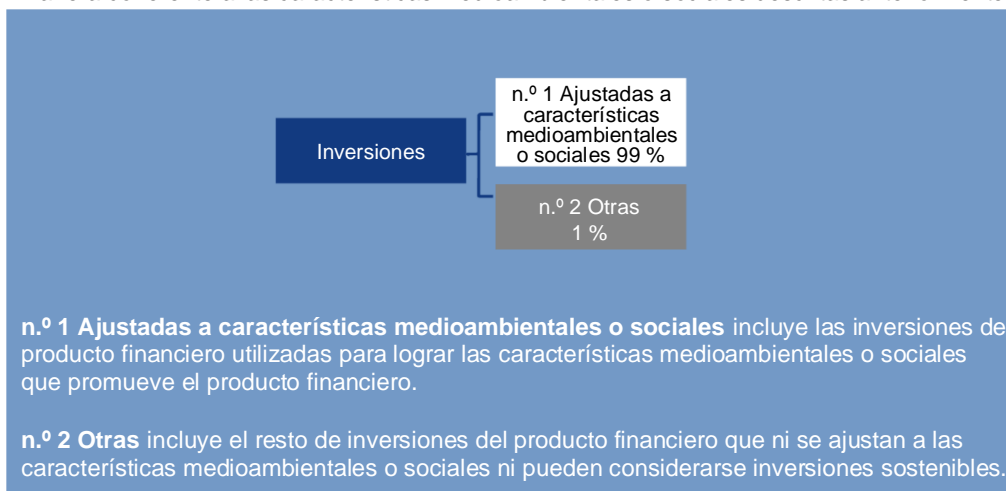 n.º 1 Ajustadas a
características
medioambientales
o sociales 99 %
Inversiones
n.º 2 Otras
1 %
n.º 1 Ajustadas a características medioambientales o sociales incluye las inversiones de
producto financiero utilizadas para lograr las características medioambientales o sociales
que promueve el producto financiero.
n.º 2 Otras incluye el resto de inversiones del producto financiero que ni se ajustan a las
características medioambientales o sociales ni pueden considerarse inversiones sostenibles.